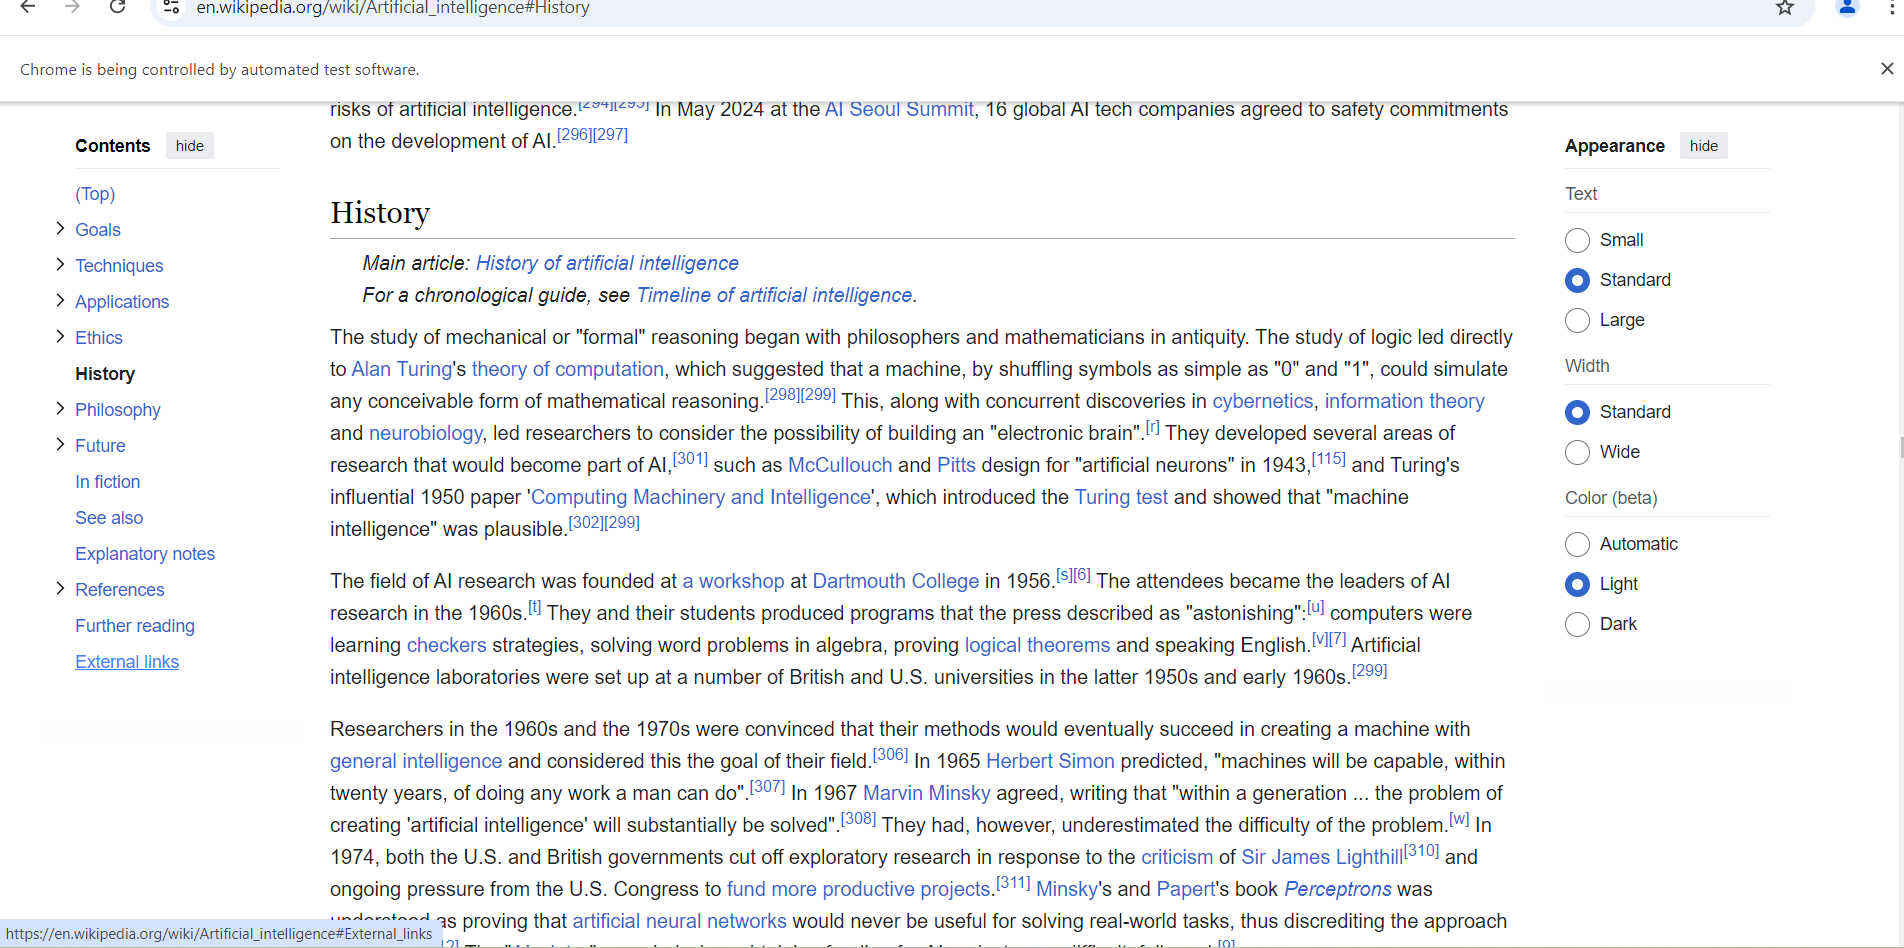 en.wikipedia.org/wiki/Artificial_intelligence#History
Chrome is being controlled by automated test software.
Contents hide
(Top)
Goals
Techniques
Applications
Ethics
History
Philosophy
Future
In fiction
See also
Explanatory notes
References
Further reading
External links
risks of artificial intelligence.[294][295] In May 2024 at the AI Seoul Summit, 16 global AI tech companies agreed to safety commitments
on the development of AI.[296][297]
History
Main article: History of artificial intelligence
For a chronological guide, see Timeline of artificial intelligence.
The study of mechanical or "formal" reasoning began with philosophers and mathematicians in antiquity. The study of logic led directly
to Alan Turing's theory of computation, which suggested that a machine, by shuffling symbols as simple as "0" and "1", could simulate
any conceivable form of mathematical reasoning.[298][299] This, along with concurrent discoveries in cybernetics, information theory
and neurobiology, led researchers to consider the possibility of building an "electronic brain".[r] They developed several areas of
research that would become part of AI,[301] such as McCullouch and Pitts design for "artificial neurons" in 1943,[115] and Turing's
influential 1950 paper 'Computing Machinery and Intelligence', which introduced the Turing test and showed that "machine
intelligence" was plausible.[302][299]
The field of AI research was founded at a workshop at Dartmouth College in 1956.[s][6] The attendees became the leaders of AI
research in the 1960s.[t] They and their students produced programs that the press described as "astonishing":[u] computers were
learning checkers strategies, solving word problems in algebra, proving logical theorems and speaking English.[v][7] Artificial
intelligence laboratories were set up at a number of British and U.S. universities in the latter 1950s and early 1960s.[299]
Researchers in the 1960s and the 1970s were convinced that their methods would eventually succeed in creating a machine with
general intelligence and considered this the goal of their field.[306] In 1965 Herbert Simon predicted, "machines will be capable, within
twenty years, of doing any work a man can do".[307] In 1967 Marvin Minsky agreed, writing that "within a generation ... the problem of
creating 'artificial intelligence' will substantially be solved".[308] They had, however, underestimated the difficulty of the problem.[w] In
1974, both the U.S. and British governments cut off exploratory research in response to the criticism of Sir James Lighthill[310] and
ongoing pressure from the U.S. Congress to fund more productive projects.[311] Minsky's and Papert's book Perceptrons was
understood as proving that artificial neural networks would never be useful for solving real-world tasks, thus discrediting the approach
Appearance hide
Text
Small
Standard
Large
Width
Standard
Wide
Color (beta)
Automatic
Light
Dark
https://en.wikipedia.org/wiki/Artificial_intelligence#External_links